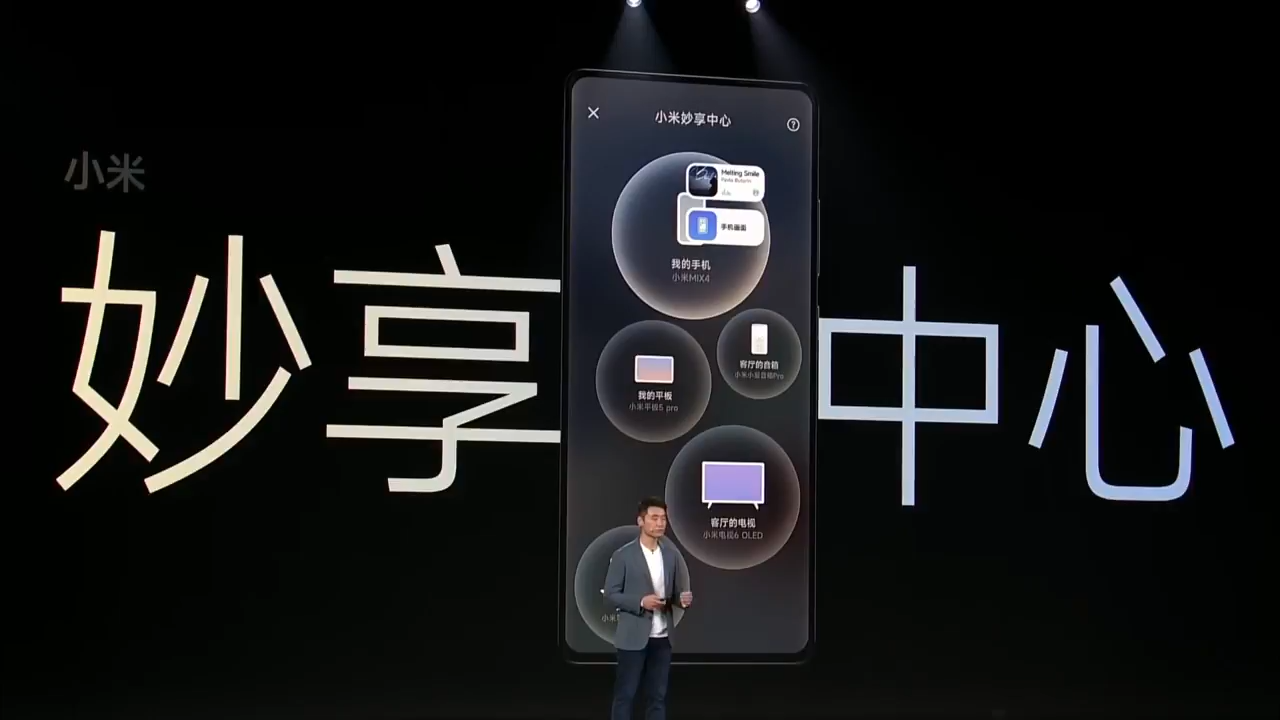 小米
妙享中心
小米妙享中心
Melting Smile
手机画面
我的手机
小米MIX4
客厅的音箱
我的平板
小米平板5 pro
客厅的电视
小米电视6 OLED
小米